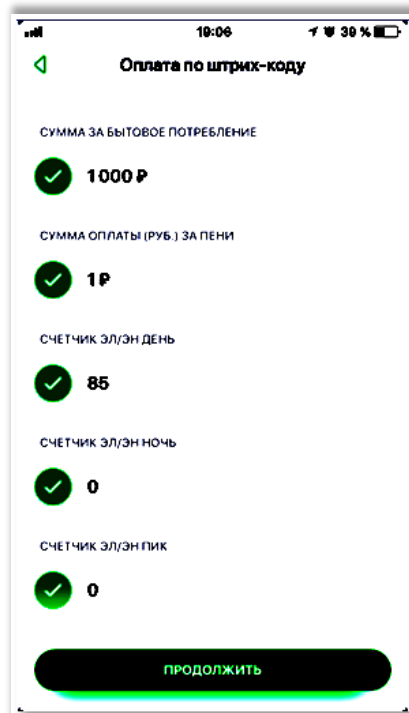 19:06 39 %
Оплата по штрих-коду
СУММА ЗА БЫТОВОЕ ПОТРЕБЛЕНИЕ
1000 ₽
СУММА ОПЛАТЫ (РУБ.) ЗА ПЕНИ
1 ₽
СЧЕТЧИК ЭЛ/ЭН ДЕНЬ
85
СЧЕТЧИК ЭЛ/ЭН НОЧЬ
0
СЧЕТЧИК ЭЛ/ЭН ПИК
0
ПРОДОЛЖИТЬ